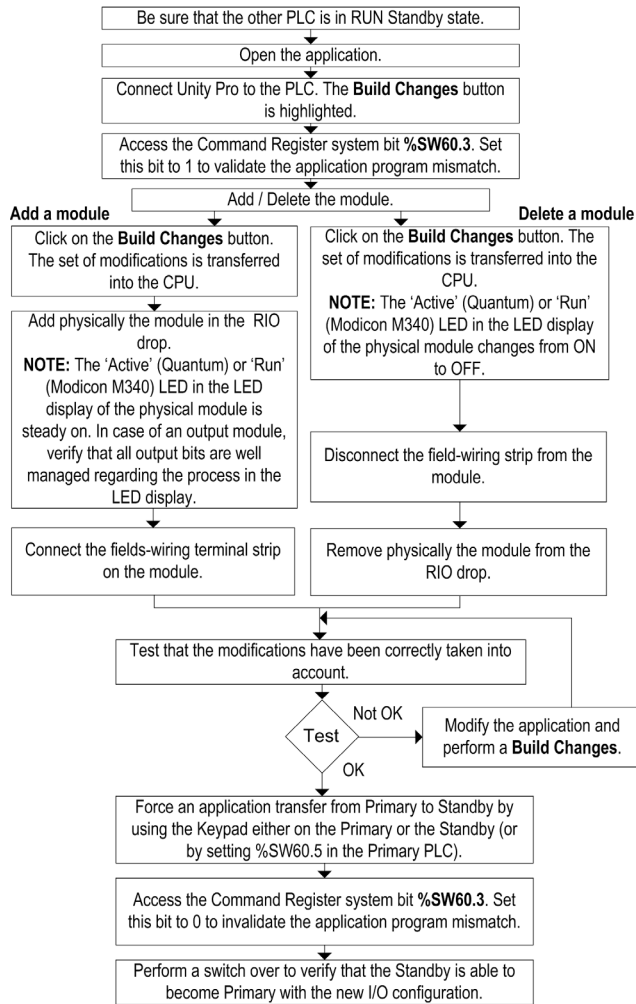 Be sure that the other PLC is in RUN Standby state.
Open the application.
Connect Unity Pro to the PLC. The Build Changes button
is highlighted.
Access the Command Register system bit %SW60.3. Set
this bit to 1 to validate the application program mismatch.
Add / Delete the module.
Add a module
Click on the Build Changes button.
The set of modifications is transferred
into the CPU.
Add physically the module in the RIO
drop.
NOTE: The 'Active' (Quantum) or 'Run'
(Modicon M340) LED in the LED
display of the physical module is
steady on. In case of an output module,
verify that all output bits are well
managed regarding the process in the
LED display.
Connect the fields-wiring terminal strip
on the module.
Delete a module
Click on the Build Changes button. The
set of modifications is transferred into the
CPU.
NOTE: The 'Active' (Quantum) or 'Run'
(Modicon M340) LED in the LED display
of the physical module changes from ON
to OFF.
Disconnect the field-wiring strip from the
module.
Remove physically the module from the
RIO drop.
Test that the modifications have been correctly taken into
account.
Test
Not OK
Modify the application and
perform a Build Changes.
OK
Force an application transfer from Primary to Standby by
using the Keypad either on the Primary or the Standby (or
by setting %SW60.5 in the Primary PLC).
Access the Command Register system bit %SW60.3. Set
this bit to 0 to invalidate the application program mismatch.
Perform a switch over to verify that the Standby is able to
become Primary with the new I/O configuration.